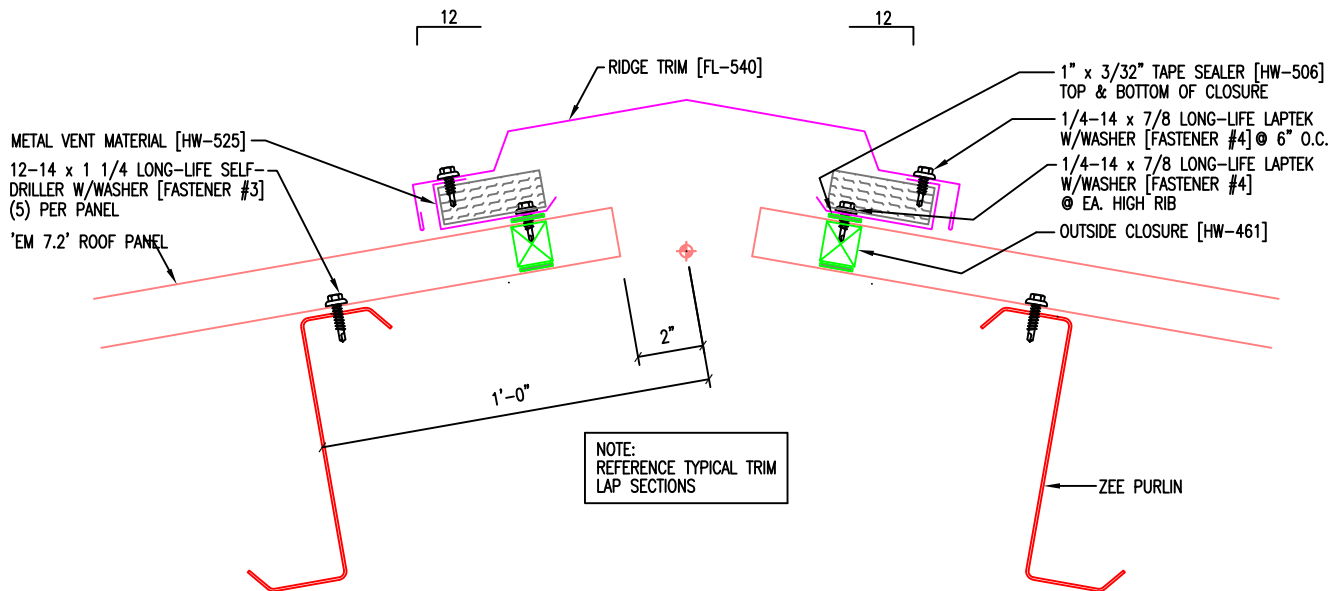 12
12
RIDGE TRIM [FL-540]
METAL VENT MATERIAL [HW-525]
12-14 x 1 1/4 LONG-LIFE SELF-
DRILLER W/WASHER [FASTENER #3]
(5) PER PANEL
'EM 7.2' ROOF PANEL
1" x 3/32" TAPE SEALER [HW-506]
TOP & BOTTOM OF CLOSURE
1/4-14 x 7/8 LONG-LIFE LAPTEK
W/WASHER [FASTENER #4] @ 6" O.C.
1/4-14 x 7/8 LONG-LIFE LAPTEK
W/WASHER [FASTENER #4]
@ EA. HIGH RIB
OUTSIDE CLOSURE [HW-461]
2"
1'-0"
NOTE:
REFERENCE TYPICAL TRIM
LAP SECTIONS
ZEE PURLIN